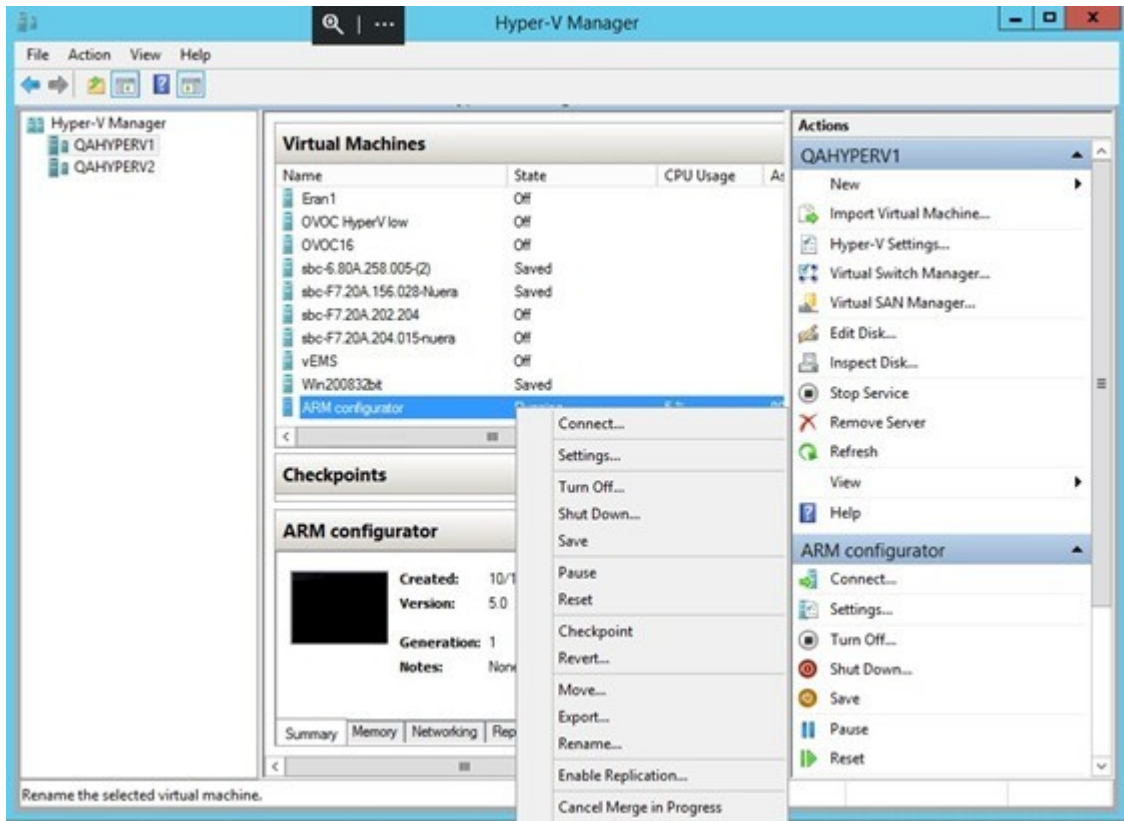 Hyper-V Manager
File Action View Help
Hyper-V Manager
QAHYPERV1
QAHYPERV2
Virtual Machines
Name State CPU Usage As
Eran1 Off
OVOC HyperV low Off
OVOC16 Off
sbc-6.80A.258.005-(2) Saved
sbc-F7.20A.156.028-Nuera Saved
sbc-F7.20A.202.204 Off
sbc-F7.20A.204.015-nuera Off
vEMS Off
Win200832bit Saved
ARM configurator Running
Checkpoints
ARM configurator
Created: 10/1
Version: 5.0
Generation: 1
Notes: None
Summary Memory Networking Rep
Connect...
Settings...
Turn Off...
Shut Down...
Save
Pause
Reset
Checkpoint
Revert...
Move...
Export...
Rename...
Enable Replication...
Cancel Merge in Progress
Actions
QAHYPERV1
New
Import Virtual Machine...
Hyper-V Settings...
Virtual Switch Manager...
Virtual SAN Manager...
Edit Disk...
Inspect Disk...
Stop Service
Remove Server
Refresh
View
Help
ARM configurator
Connect...
Settings...
Turn Off...
Shut Down...
Save
Pause
Reset
Rename the selected virtual machine.